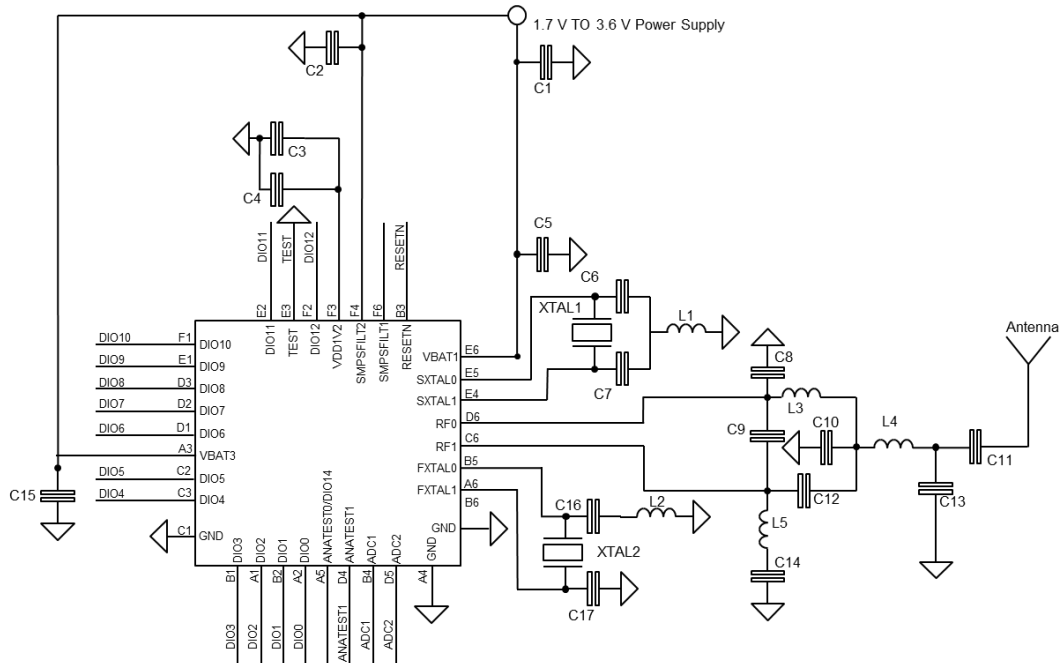 1.7 V TO 3.6 V Power Supply
C2
C1
C3
C4
C5
C6
DIO11
TEST
DIO12
RESETN
XTAL1
L1
Antenna
E2
E3
F2
F3
F4
F6
B3
DIO11
TEST
DIO12
VDD1V2
SMPSFILT2
SMPSFILT1
RESETN
C7
C8
DIO10 F1 DIO10
DIO9 E1 DIO9
DIO8 D3 DIO8
DIO7 D2 DIO7
DIO6 D1 DIO6
A3 VBAT3
DIO5 C2 DIO5
DIO4 C3 DIO4
C1 GND
C15
VBAT1 E6
SXTAL0 E5
SXTAL1 E4
RF0 D6
RF1 C6
FXTAL0 B5
FXTAL1 A6
B6
GND
L3
C9
C10
L4
C11
C12
C13
L5
C14
C16
L2
XTAL2
C17
DIO3
DIO2
DIO1
DIO0
ANATEST0/DIO14
ANATEST1
ADC1
ADC2
GND
B1
A1
B2
A2
A5
D4
B4
D5
A4
DIO3
DIO2
DIO1
DIO0
ANATEST1
ADC1
ADC2